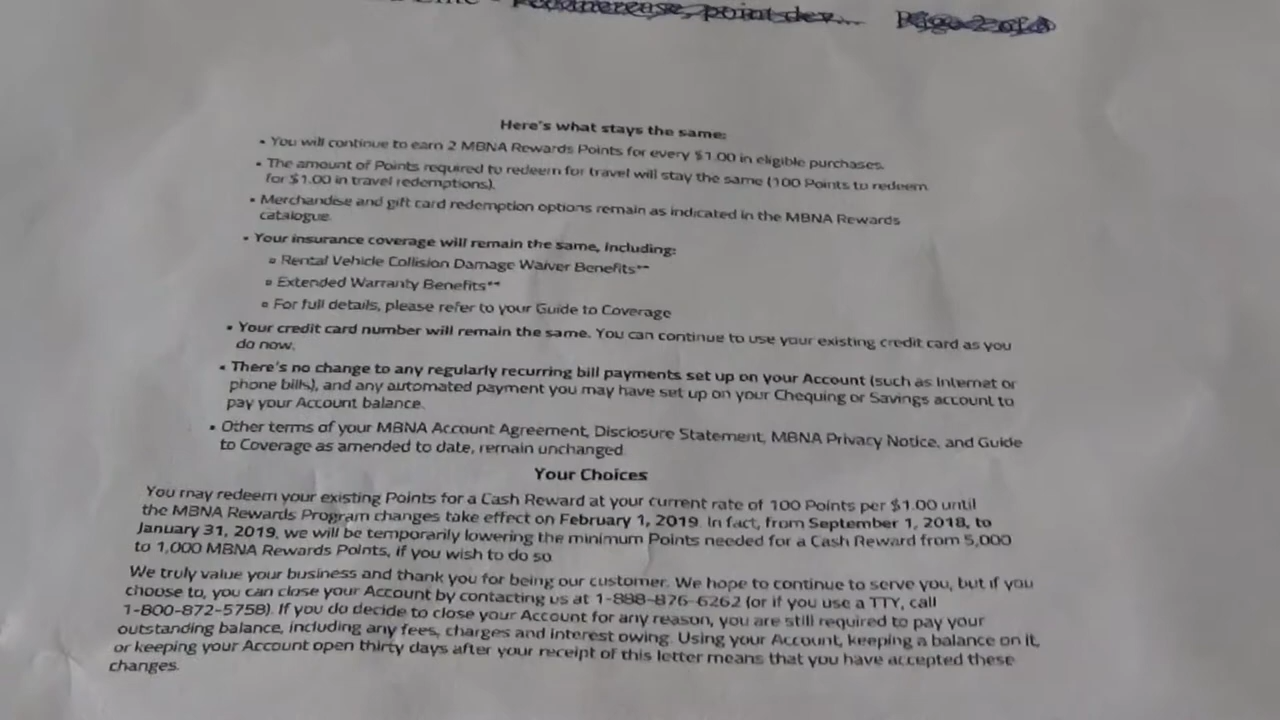 point dev... Page 2 of
Here's what stays the same:
• You will continue to earn 2 MBNA Rewards Points for every $1.00 in eligible purchases.
• The amount of Points required to redeem for travel will stay the same (100 Points to redeem
for $1.00 in travel redemptions).
• Merchandise and gift card redemption options remain as indicated in the MBNA Rewards
catalogue.
• Your insurance coverage will remain the same, including:
Rental Vehicle Collision Damage Waiver Benefits**
Extended Warranty Benefits**
For full details, please refer to your Guide to Coverage
• Your credit card number will remain the same. You can continue to use your existing credit card as you
do now.
• There's no change to any regularly recurring bill payments set up on your Account (such as Internet or
phone bills), and any automated payment you may have set up on your Chequing or Savings account to
pay your Account balance.
• Other terms of your MBNA Account Agreement, Disclosure Statement, MBNA Privacy Notice, and Guide
to Coverage as amended to date, remain unchanged.
Your Choices
You may redeem your existing Points for a Cash Reward at your current rate of 100 Points per $1.00 until
the MBNA Rewards Program changes take effect on February 1, 2019. In fact, from September 1, 2018, to
January 31, 2019, we will be temporarily lowering the minimum Points needed for a Cash Reward from 5,000
to 1,000 MBNA Rewards Points, if you wish to do so.
We truly value your business and thank you for being our customer. We hope to continue to serve you, but if you
choose to, you can close your Account by contacting us at 1-888-876-6262 (or if you use a TTY, call
1-800-872-5758). If you do decide to close your Account for any reason, you are still required to pay your
outstanding balance, including any fees, charges and interest owing. Using your Account, keeping a balance on it,
or keeping your Account open thirty days after your receipt of this letter means that you have accepted these
changes.